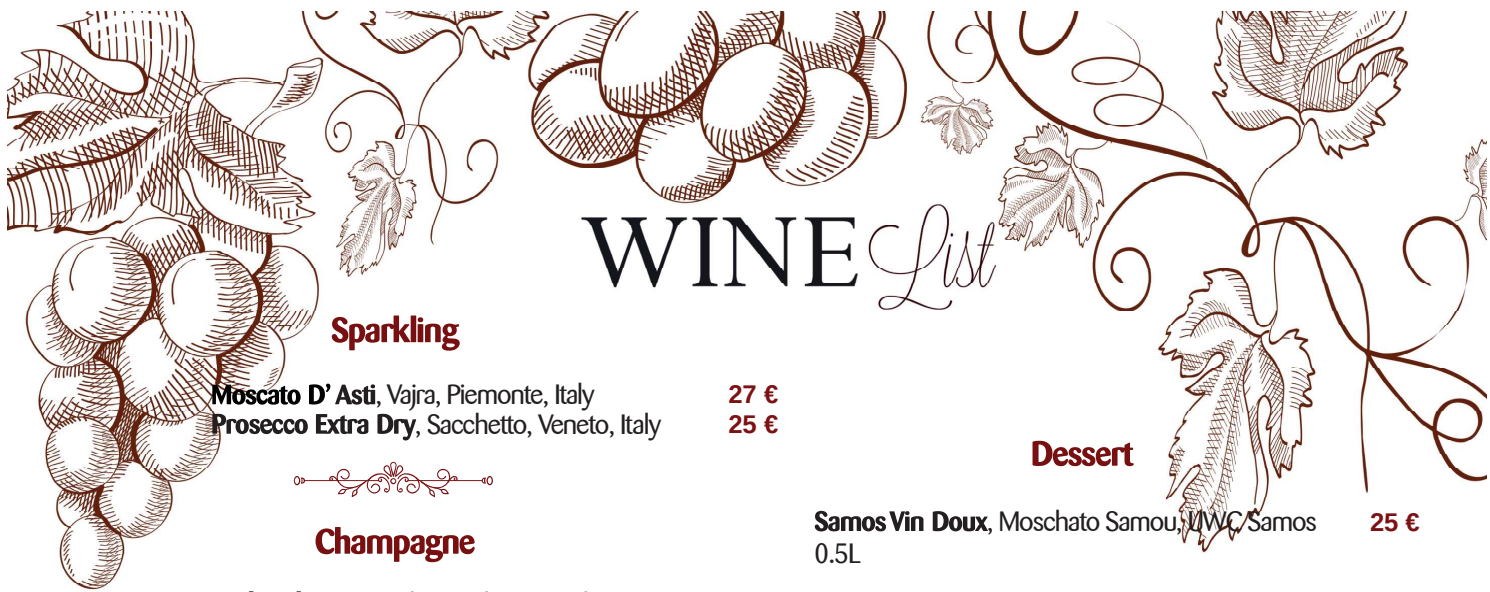 WINE List
Sparkling
Moscato D' Asti, Vajra, Piemonte, Italy 27 €
Prosecco Extra Dry, Sacchetto, Veneto, Italy 25 €
Champagne
Dessert
Samos Vin Doux, Moschato Samou, UWC Samos 25 €
0.5L